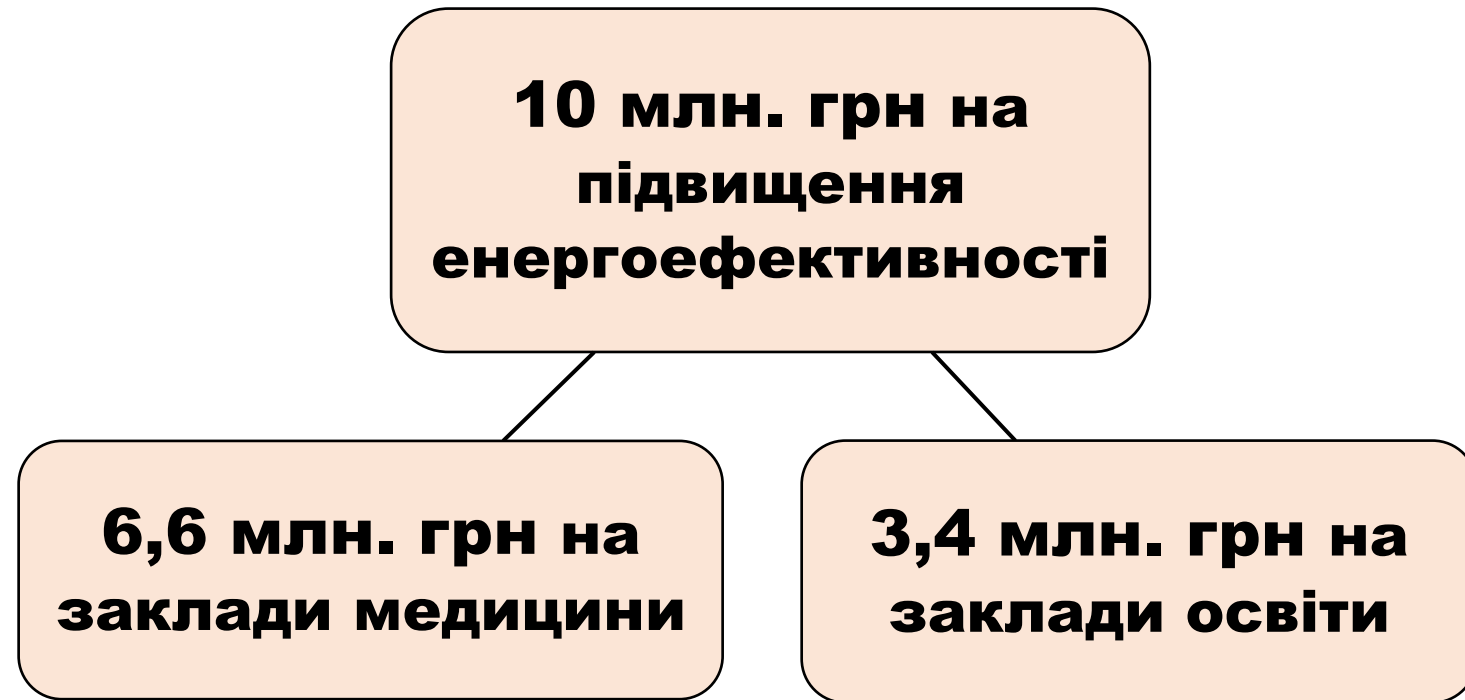 10 млн. грн на
підвищення
енергоефективності
6,6 млн. грн на
заклади медицини
3,4 млн. грн на
заклади освіти